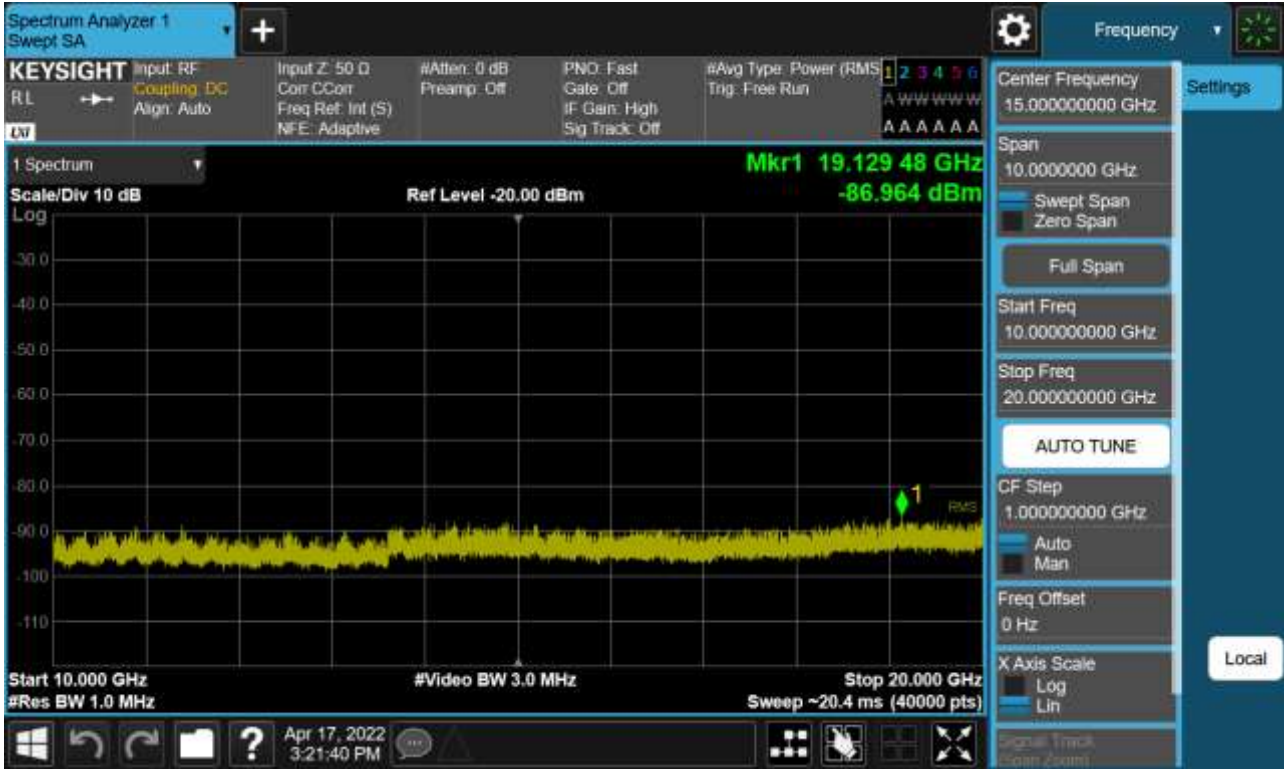 Spectrum Analyzer 1
Swept SA
+
Frequency
KEYSIGHT
Input: RF
Coupling: DC
Align: Auto
Input Z: 50 Ω
Corr CCorr
Freq Ref: Int (S)
NFE: Adaptive
#Atten: 0 dB
Preamp: Off
PNO: Fast
Gate: Off
IF Gain: High
Sig Track: Off
#Avg Type: Power (RMS
Trig: Free Run
1 2 3 4 5 6
A W W W W W
A A A A A A
RL
LXI
Center Frequency
15.000000000 GHz
Settings
Span
10.0000000 GHz
Swept Span
Zero Span
Full Span
Start Freq
10.000000000 GHz
Stop Freq
20.000000000 GHz
AUTO TUNE
CF Step
1.000000000 GHz
Auto
Man
Freq Offset
0 Hz
X Axis Scale
Log
Lin
Signal Track
(Span Zoom)
Local
1 Spectrum
Mkr1 19.129 48 GHz
-86.964 dBm
Scale/Div 10 dB
Ref Level -20.00 dBm
Log
-30.0
-40.0
-50.0
-60.0
-70.0
-80.0
-90.0
-100
-110
1
RMS
Start 10.000 GHz
#Video BW 3.0 MHz
Stop 20.000 GHz
#Res BW 1.0 MHz
Sweep ~20.4 ms (40000 pts)
?
Apr 17, 2022
3:21:40 PM